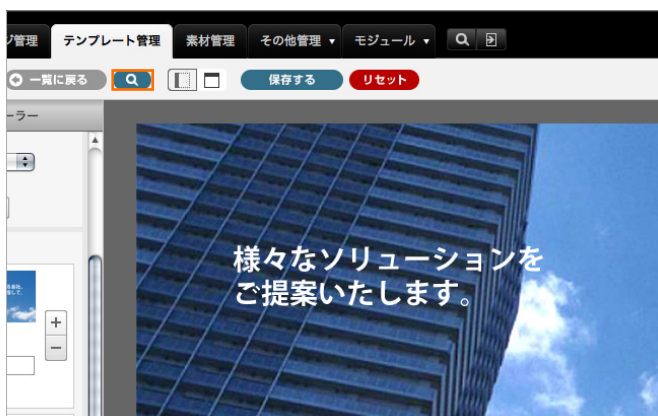 ジ管理 テンプレート管理 素材管理 その他管理 モジュール
一覧に戻る 保存する リセット
ーラー
様々なソリューションを
ご提案いたします。